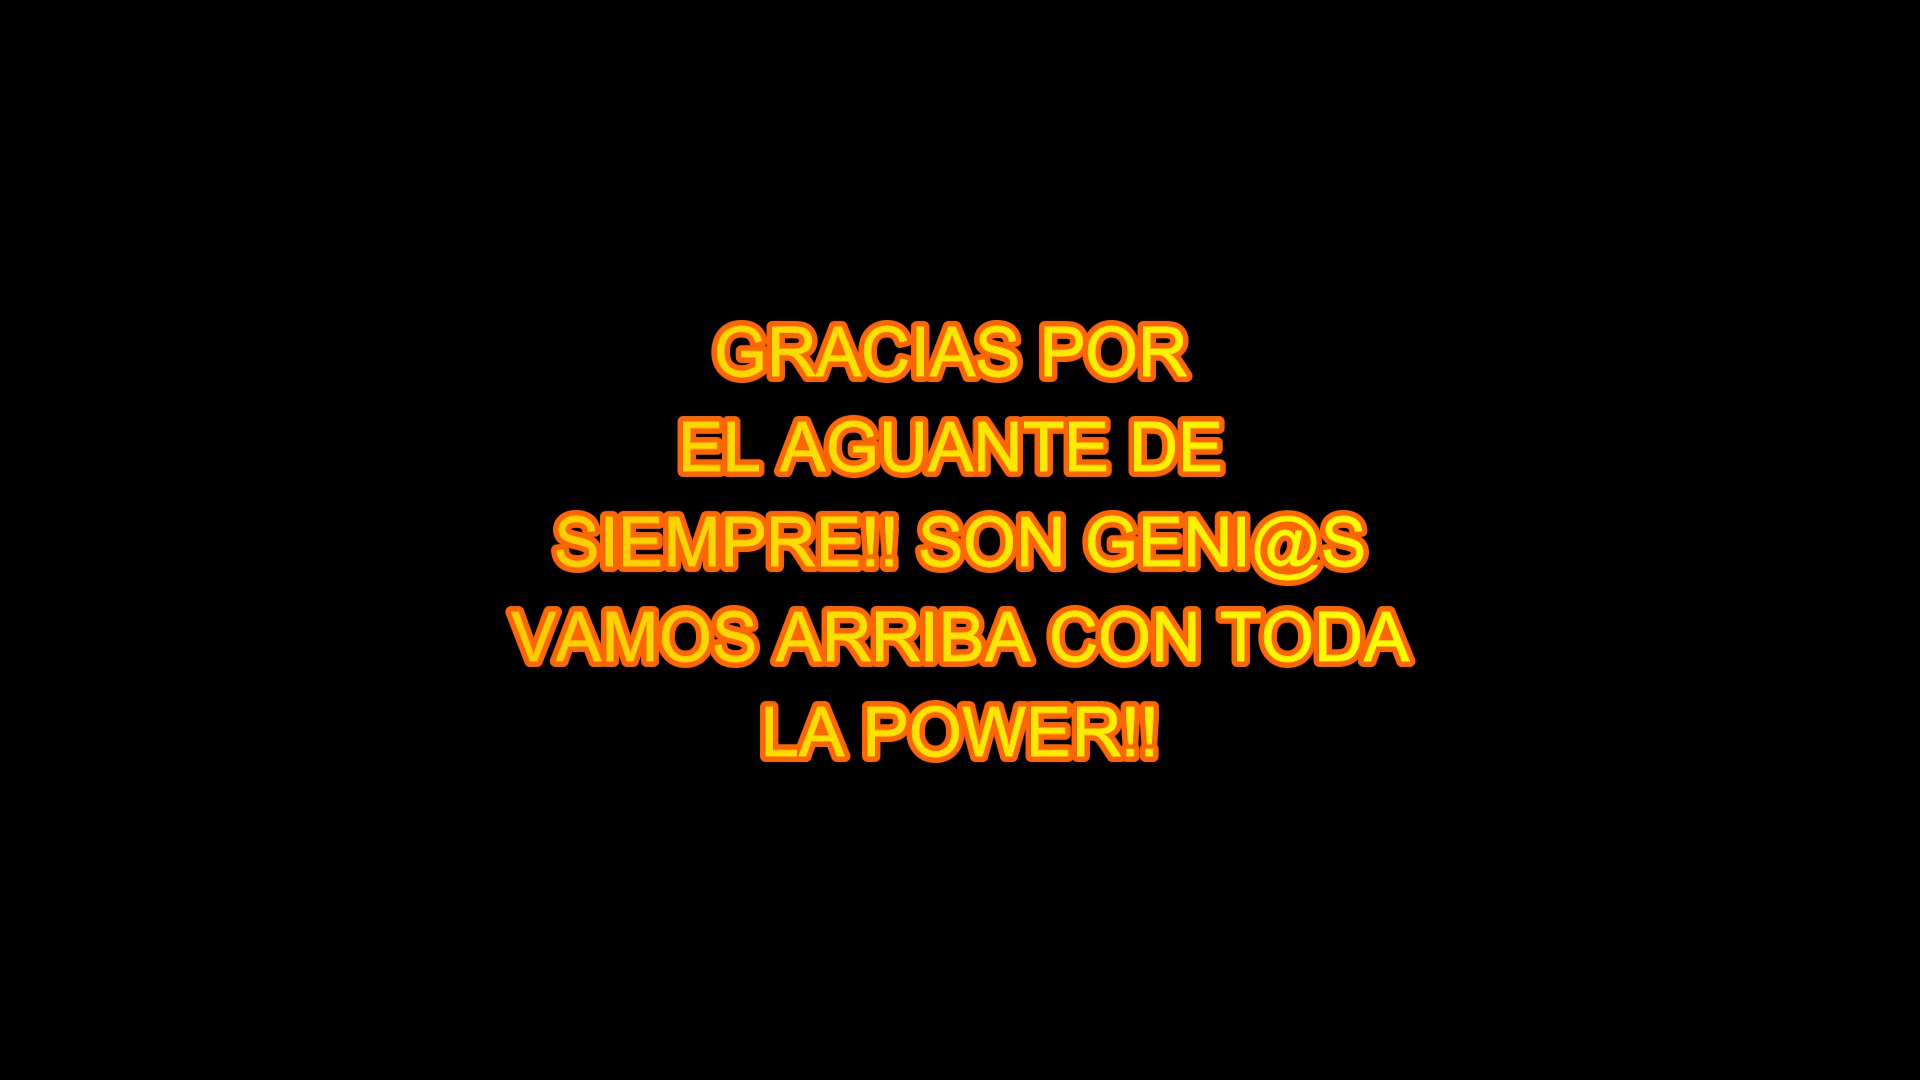 GRACIAS POR
EL AGUANTE DE
SIEMPRE!! SON GENI@S
VAMOS ARRIBA CON TODA
LA POWER!!